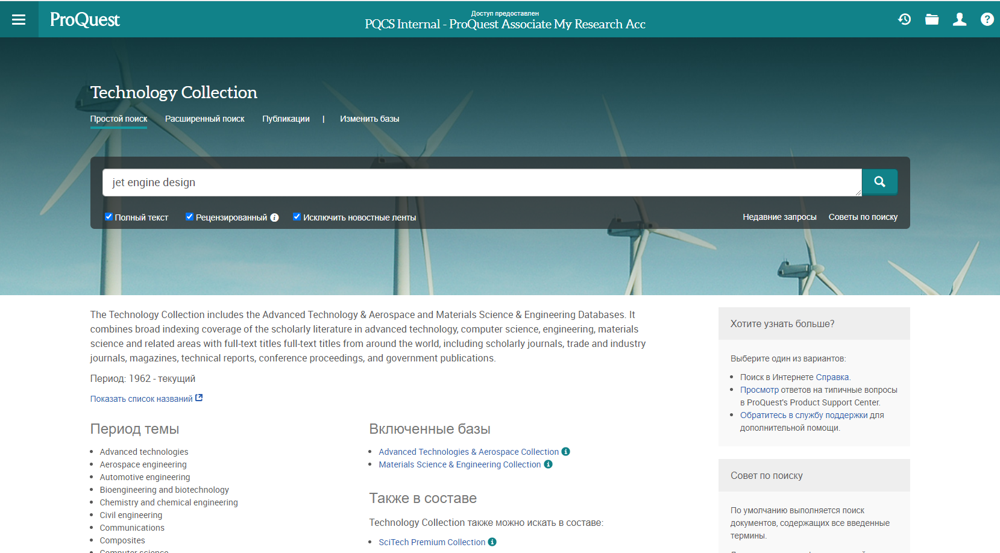 ProQuest
Доступ предоставлен
PQCS Internal - ProQuest Associate My Research Acc
Technology Collection
Простой поиск Расширенный поиск Публикации | Изменить базы
jet engine design
Полный текст Рецензированный Исключить новостные ленты Недавние запросы Советы по поиску
The Technology Collection includes the Advanced Technology & Aerospace and Materials Science & Engineering Databases. It
combines broad indexing coverage of the scholarly literature in advanced technology, computer science, engineering, materials
science and related areas with full-text titles full-text titles from around the world, including scholarly journals, trade and industry
journals, magazines, technical reports, conference proceedings, and government publications.
Период: 1962 - текущий
Показать список названий
Период темы
Advanced technologies
Aerospace engineering
Automotive engineering
Bioengineering and biotechnology
Chemistry and chemical engineering
Civil engineering
Communications
Composites
Computer science
Включенные базы
Advanced Technologies & Aerospace Collection
Materials Science & Engineering Collection
Также в составе
Technology Collection также можно искать в составе:
SciTech Premium Collection
Хотите узнать больше?
Выберите один из вариантов:
Поиск в Интернете Справка.
Просмотр ответов на типичные вопросы
в ProQuest's Product Support Center.
Обратитесь в службу поддержки для
дополнительной помощи.
Совет по поиску
По умолчанию выполняется поиск
документов, содержащих все введенные
термины.